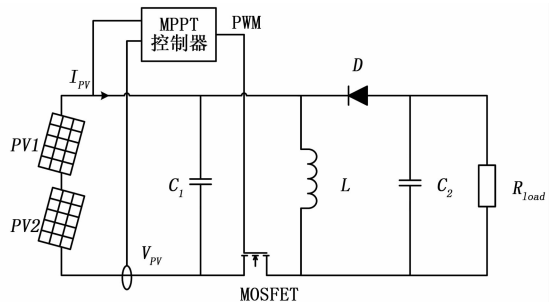 MPPT
控制器
PWM
I_PV
D
PV1
PV2
C_1
L
C_2
R_load
V_PV
MOSFET